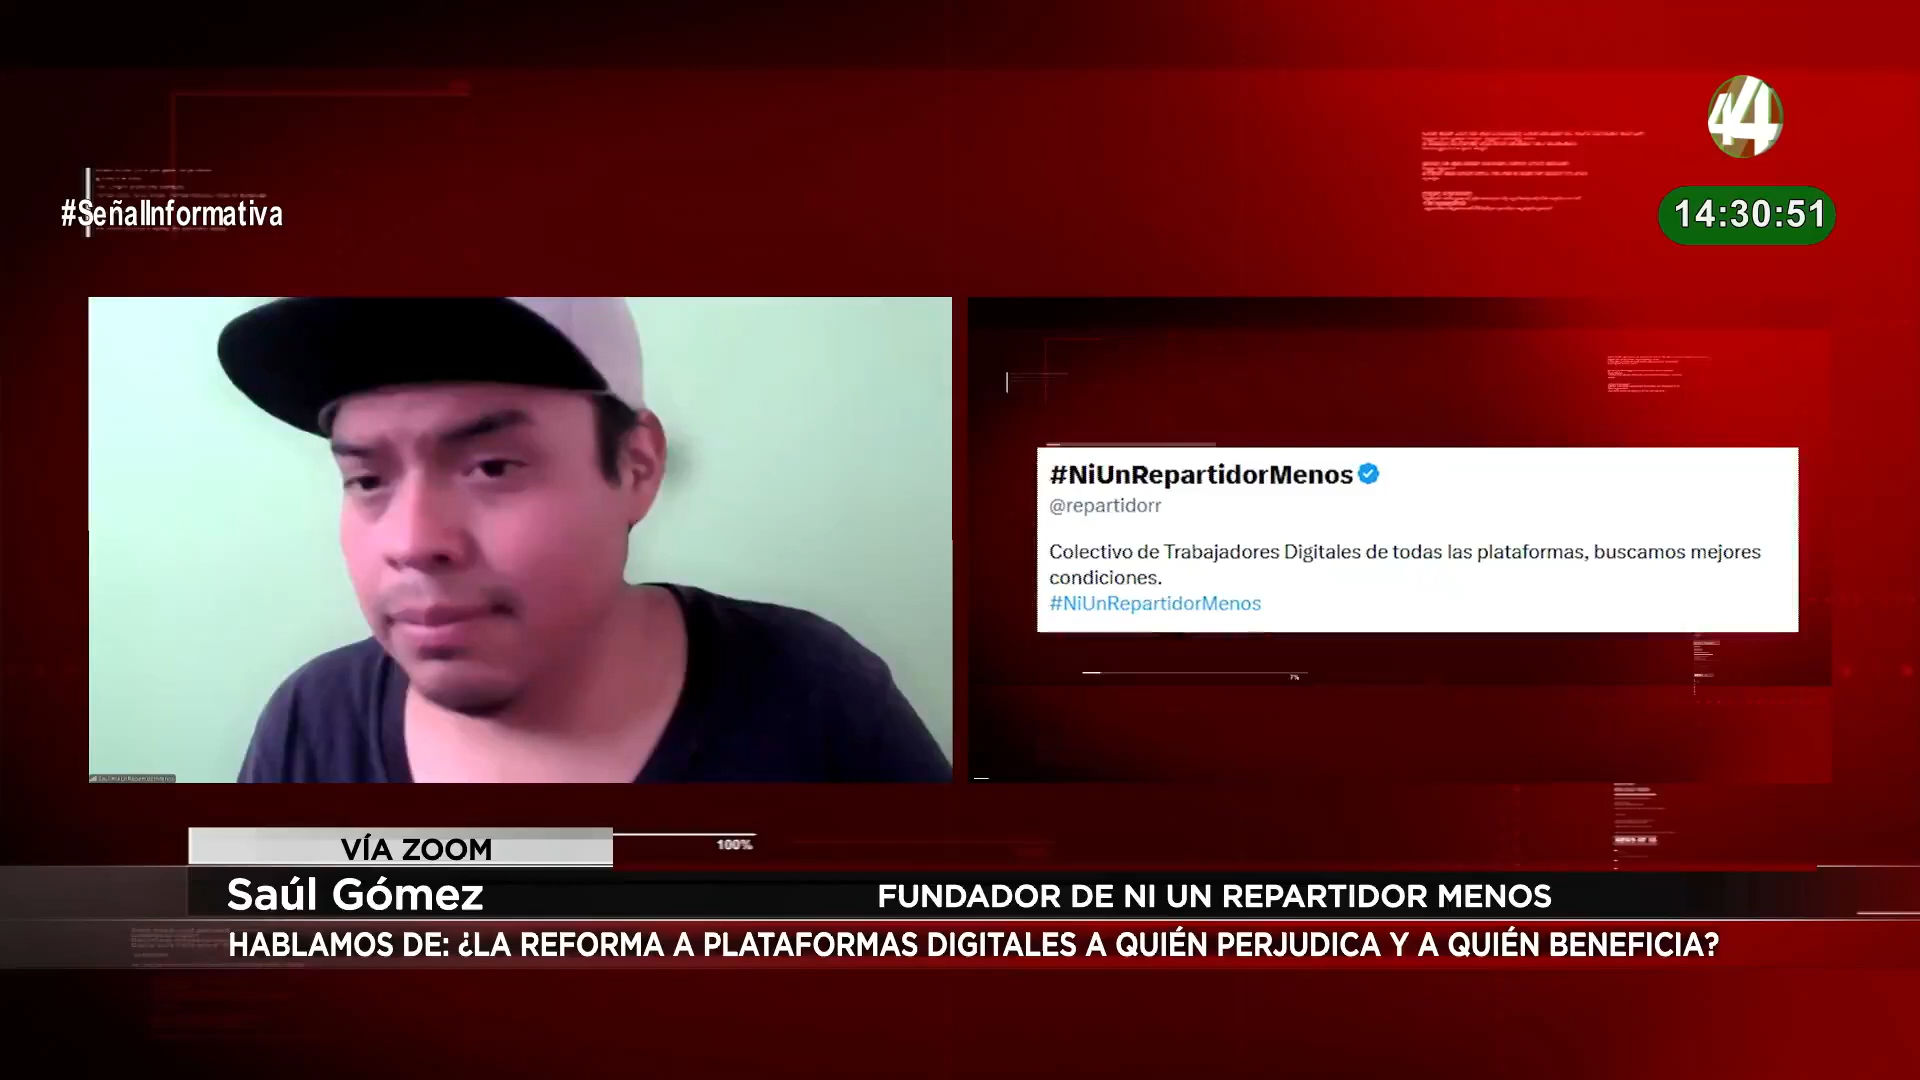 44
#SeñalInformativa
14:30:51
#NiUnRepartidorMenos
@repartidorr
Colectivo de Trabajadores Digitales de todas las plataformas, buscamos mejores
condiciones.
#NiUnRepartidorMenos
7%
VÍA ZOOM
100%
Saúl Gómez
FUNDADOR DE NI UN REPARTIDOR MENOS
HABLAMOS DE: ¿LA REFORMA A PLATAFORMAS DIGITALES A QUIÉN PERJUDICA Y A QUIÉN BENEFICIA?